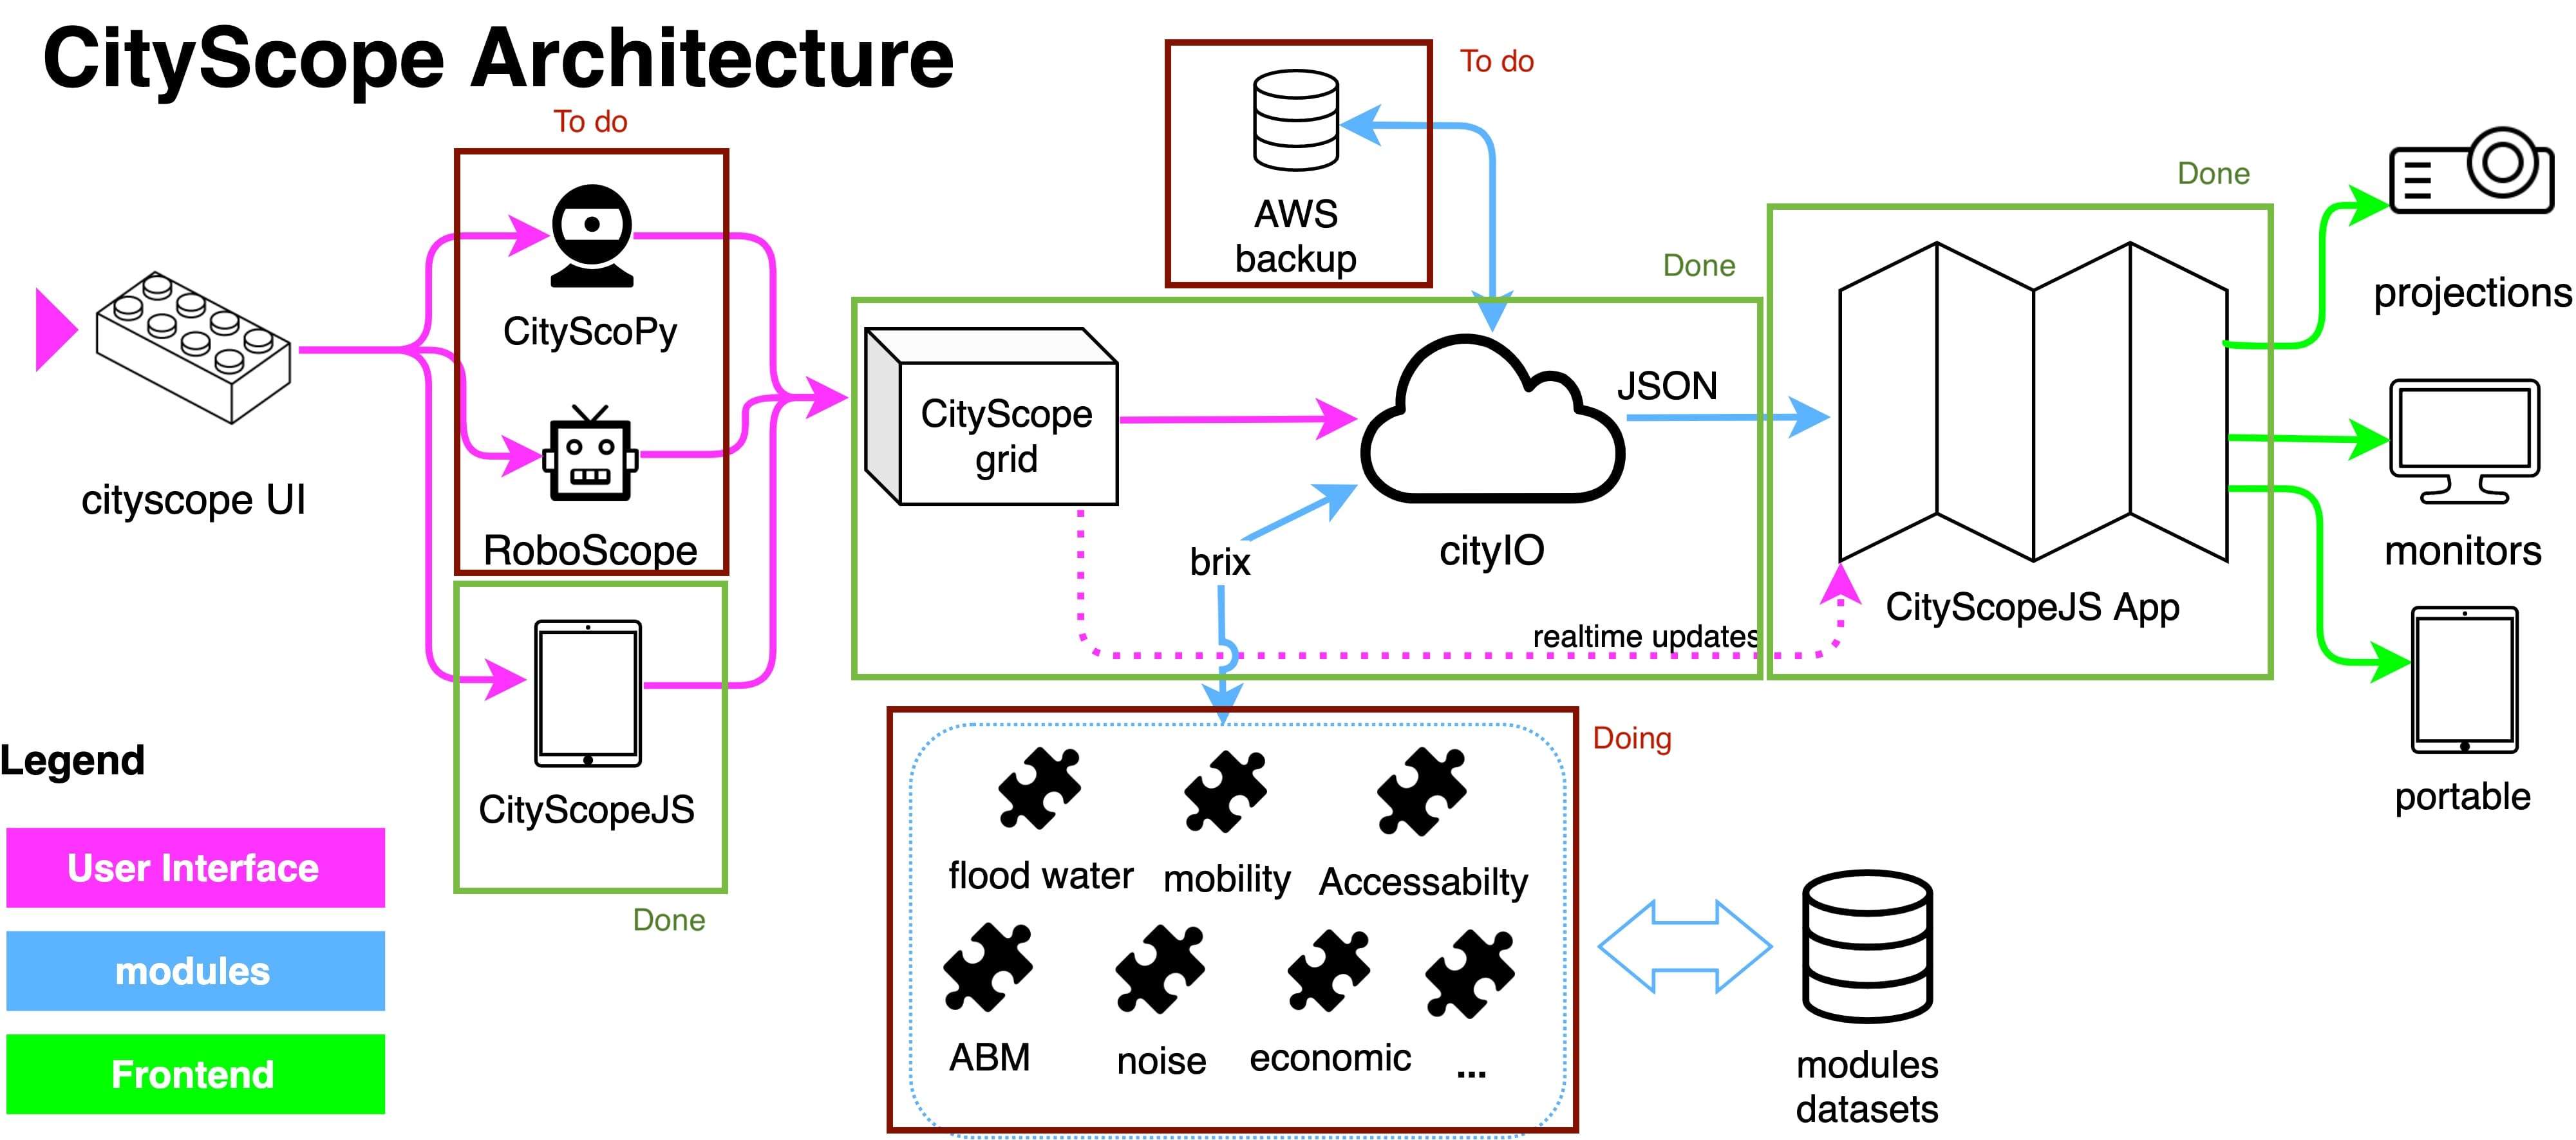 CityScope Architecture
To do
To do
Done
Done
AWS
backup
CityScoPy
RoboScope
cityscope UI
CityScope
grid
JSON
cityIO
brix
realtime updates
CityScopeJS App
projections
monitors
portable
CityScopeJS
Done
Doing
flood water
mobility
Accessabilty
ABM
noise
economic
...
modules
datasets
Legend
User Interface
modules
Frontend